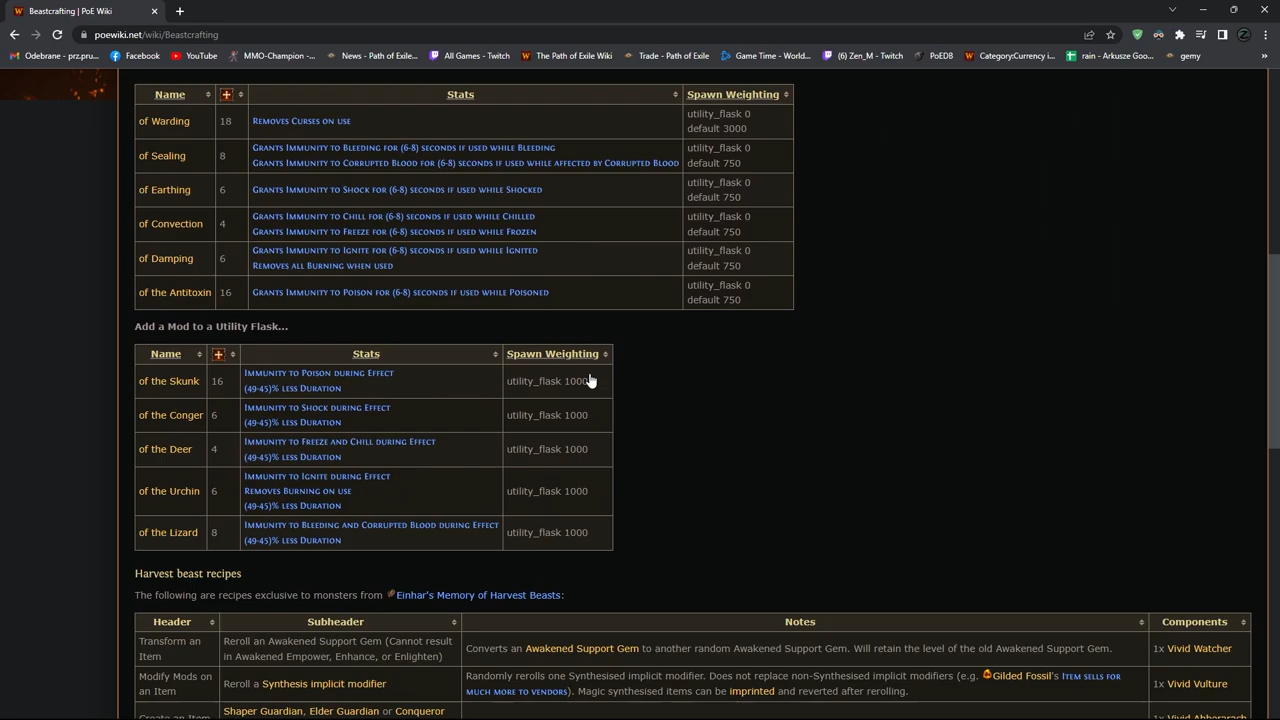 Beastcrafting | PoE Wiki
poewiki.net/wiki/Beastcrafting
Odebrane - prz.pru... Facebook YouTube MMO-Champion -... News - Path of Exile... All Games - Twitch The Path of Exile Wiki Trade - Path of Exile Game Time - World... (6) Zen_M - Twitch PoEDB Category:Currency i... rain - Arkusze Goo... gemy »
Name Stats Spawn Weighting
of Warding 18 Removes Curses on use utility_flask 0
default 3000
of Sealing 8 Grants Immunity to Bleeding for (6-8) seconds if used while Bleeding
Grants Immunity to Corrupted Blood for (6-8) seconds if used while affected by Corrupted Blood
utility_flask 0
default 750
of Earthing 6 Grants Immunity to Shock for (6-8) seconds if used while Shocked utility_flask 0
default 750
of Convection 4 Grants Immunity to Chill for (6-8) seconds if used while Chilled
Grants Immunity to Freeze for (6-8) seconds if used while Frozen
utility_flask 0
default 750
of Damping 6 Grants Immunity to Ignite for (6-8) seconds if used while Ignited
Removes all Burning when used
utility_flask 0
default 750
of the Antitoxin 16 Grants Immunity to Poison for (6-8) seconds if used while Poisoned utility_flask 0
default 750
Add a Mod to a Utility Flask...
Name Stats Spawn Weighting
of the Skunk 16 Immunity to Poison during Effect
(49-45)% less Duration
utility_flask 1000
of the Conger 6 Immunity to Shock during Effect
(49-45)% less Duration
utility_flask 1000
of the Deer 4 Immunity to Freeze and Chill during Effect
(49-45)% less Duration
utility_flask 1000
of the Urchin 6 Immunity to Ignite during Effect
Removes Burning on use
(49-45)% less Duration
utility_flask 1000
of the Lizard 8 Immunity to Bleeding and Corrupted Blood during Effect
(49-45)% less Duration
utility_flask 1000
Harvest beast recipes
The following are recipes exclusive to monsters from Einhar's Memory of Harvest Beasts:
Header Subheader Notes Components
Transform an
Item
Reroll an Awakened Support Gem (Cannot result
in Awakened Empower, Enhance, or Enlighten)
Converts an Awakened Support Gem to another random Awakened Support Gem. Will retain the level of the old Awakened Support Gem.
1x Vivid Watcher
Modify Mods on
an Item
Reroll a Synthesis implicit modifier
Randomly rerolls one Synthesised implicit modifier. Does not replace non-Synthesised implicit modifiers (e.g. Gilded Fossil's Item sells for
much more to vendors). Magic synthesised items can be imprinted and reverted after rerolling.
1x Vivid Vulture
Create an Item
Shaper Guardian, Elder Guardian or Conqueror
1x Vivid Abberarach